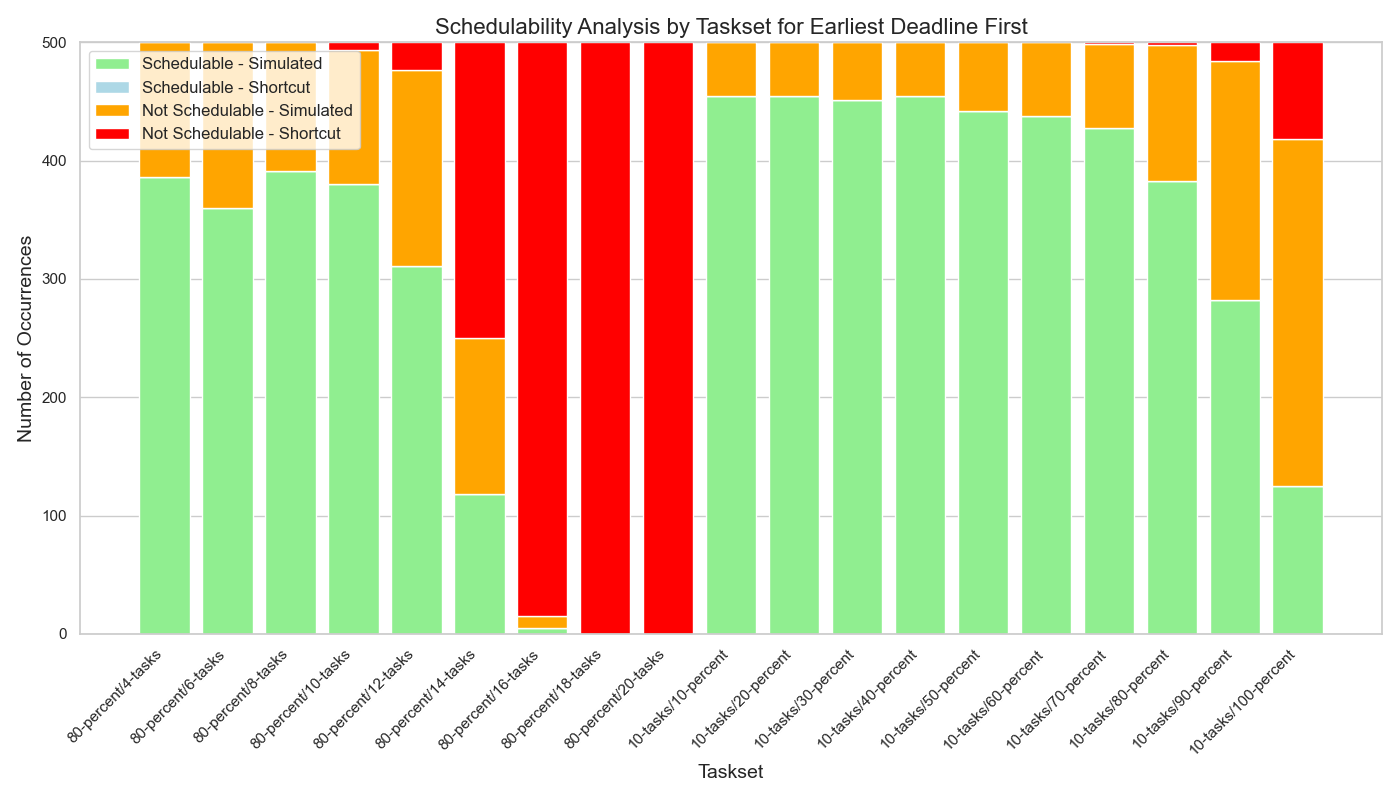 Schedulability Analysis by Taskset for Earliest Deadline First
Schedulable - Simulated
Schedulable - Shortcut
Not Schedulable - Simulated
Not Schedulable - Shortcut
Number of Occurrences
500
400
300
200
100
0
80-percent/4-tasks
80-percent/6-tasks
80-percent/8-tasks
80-percent/10-tasks
80-percent/12-tasks
80-percent/14-tasks
80-percent/16-tasks
80-percent/18-tasks
80-percent/20-tasks
10-tasks/10-percent
10-tasks/20-percent
10-tasks/30-percent
10-tasks/40-percent
10-tasks/50-percent
10-tasks/60-percent
10-tasks/70-percent
10-tasks/80-percent
10-tasks/90-percent
10-tasks/100-percent
Taskset